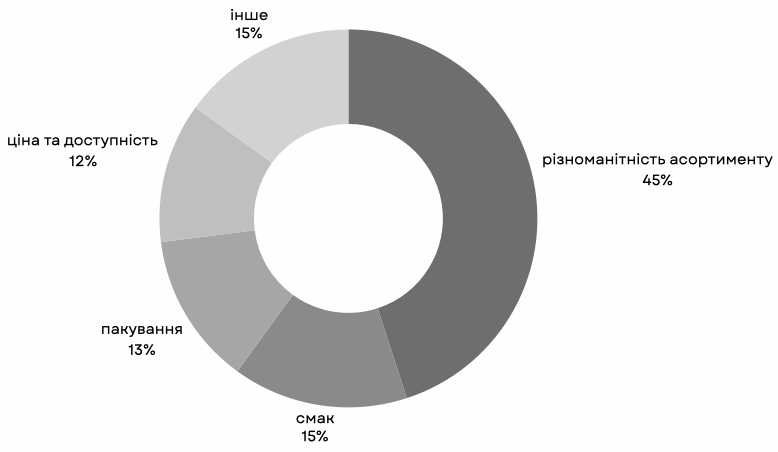 інше
15%
ціна та доступність
12%
різноманітність асортименту
45%
пакування
13%
смак
15%